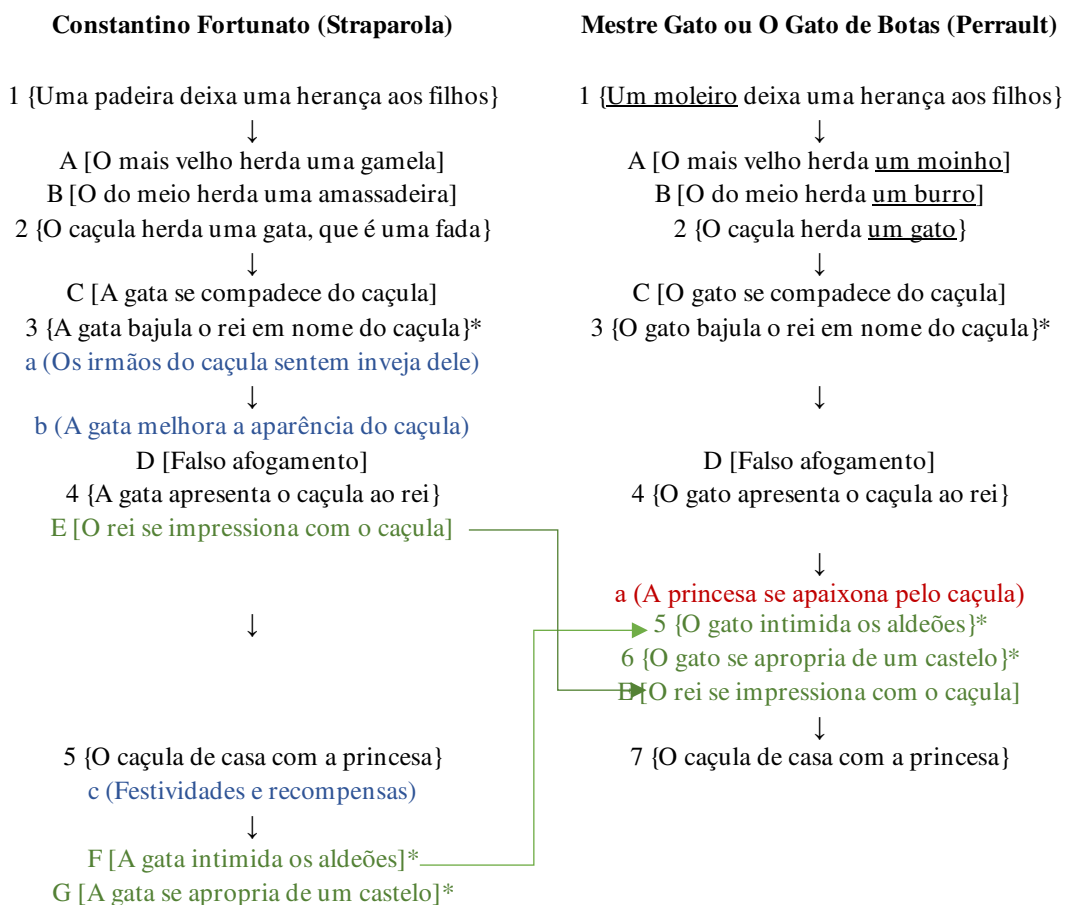 Constantino Fortunato (Straparola)
1 {Uma padeira deixa uma herança aos filhos}
↓
A [O mais velho herda uma gamela]
B [O do meio herda uma amassadeira]
2 {O caçula herda uma gata, que é uma fada}
↓
C [A gata se compadece do caçula]
3 {A gata bajula o rei em nome do caçula}*
a (Os irmãos do caçula sentem inveja dele)
↓
b (A gata melhora a aparência do caçula)
D [Falso afogamento]
4 {A gata apresenta o caçula ao rei}
E [O rei se impressiona com o caçula]
↓
5 {O caçula de casa com a princesa}
c (Festividades e recompensas)
↓
F [A gata intimida os aldeões]*
G [A gata se apropria de um castelo]*
Mestre Gato ou O Gato de Botas (Perrault)
1 {Um moleiro deixa uma herança aos filhos}
↓
A [O mais velho herda um moinho]
B [O do meio herda um burro]
2 {O caçula herda um gato}
↓
C [O gato se compadece do caçula]
3 {O gato bajula o rei em nome do caçula}*
↓
D [Falso afogamento]
4 {O gato apresenta o caçula ao rei}
↓
a (A princesa se apaixona pelo caçula)
5 {O gato intimida os aldeões}*
6 {O gato se apropria de um castelo}*
E [O rei se impressiona com o caçula]
↓
7 {O caçula de casa com a princesa}